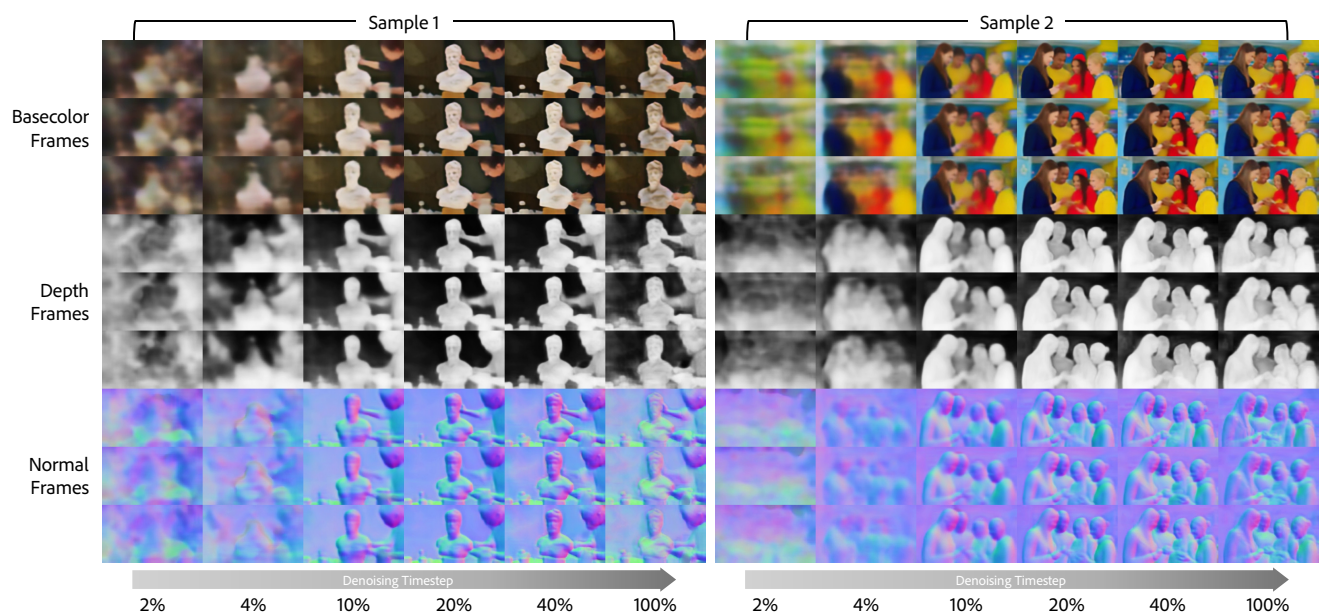 Sample 1
Sample 2
Basecolor
Frames
Depth
Frames
Normal
Frames
Denoising Timestep
Denoising Timestep
2% 4% 10% 20% 40% 100%
2% 4% 10% 20% 40% 100%